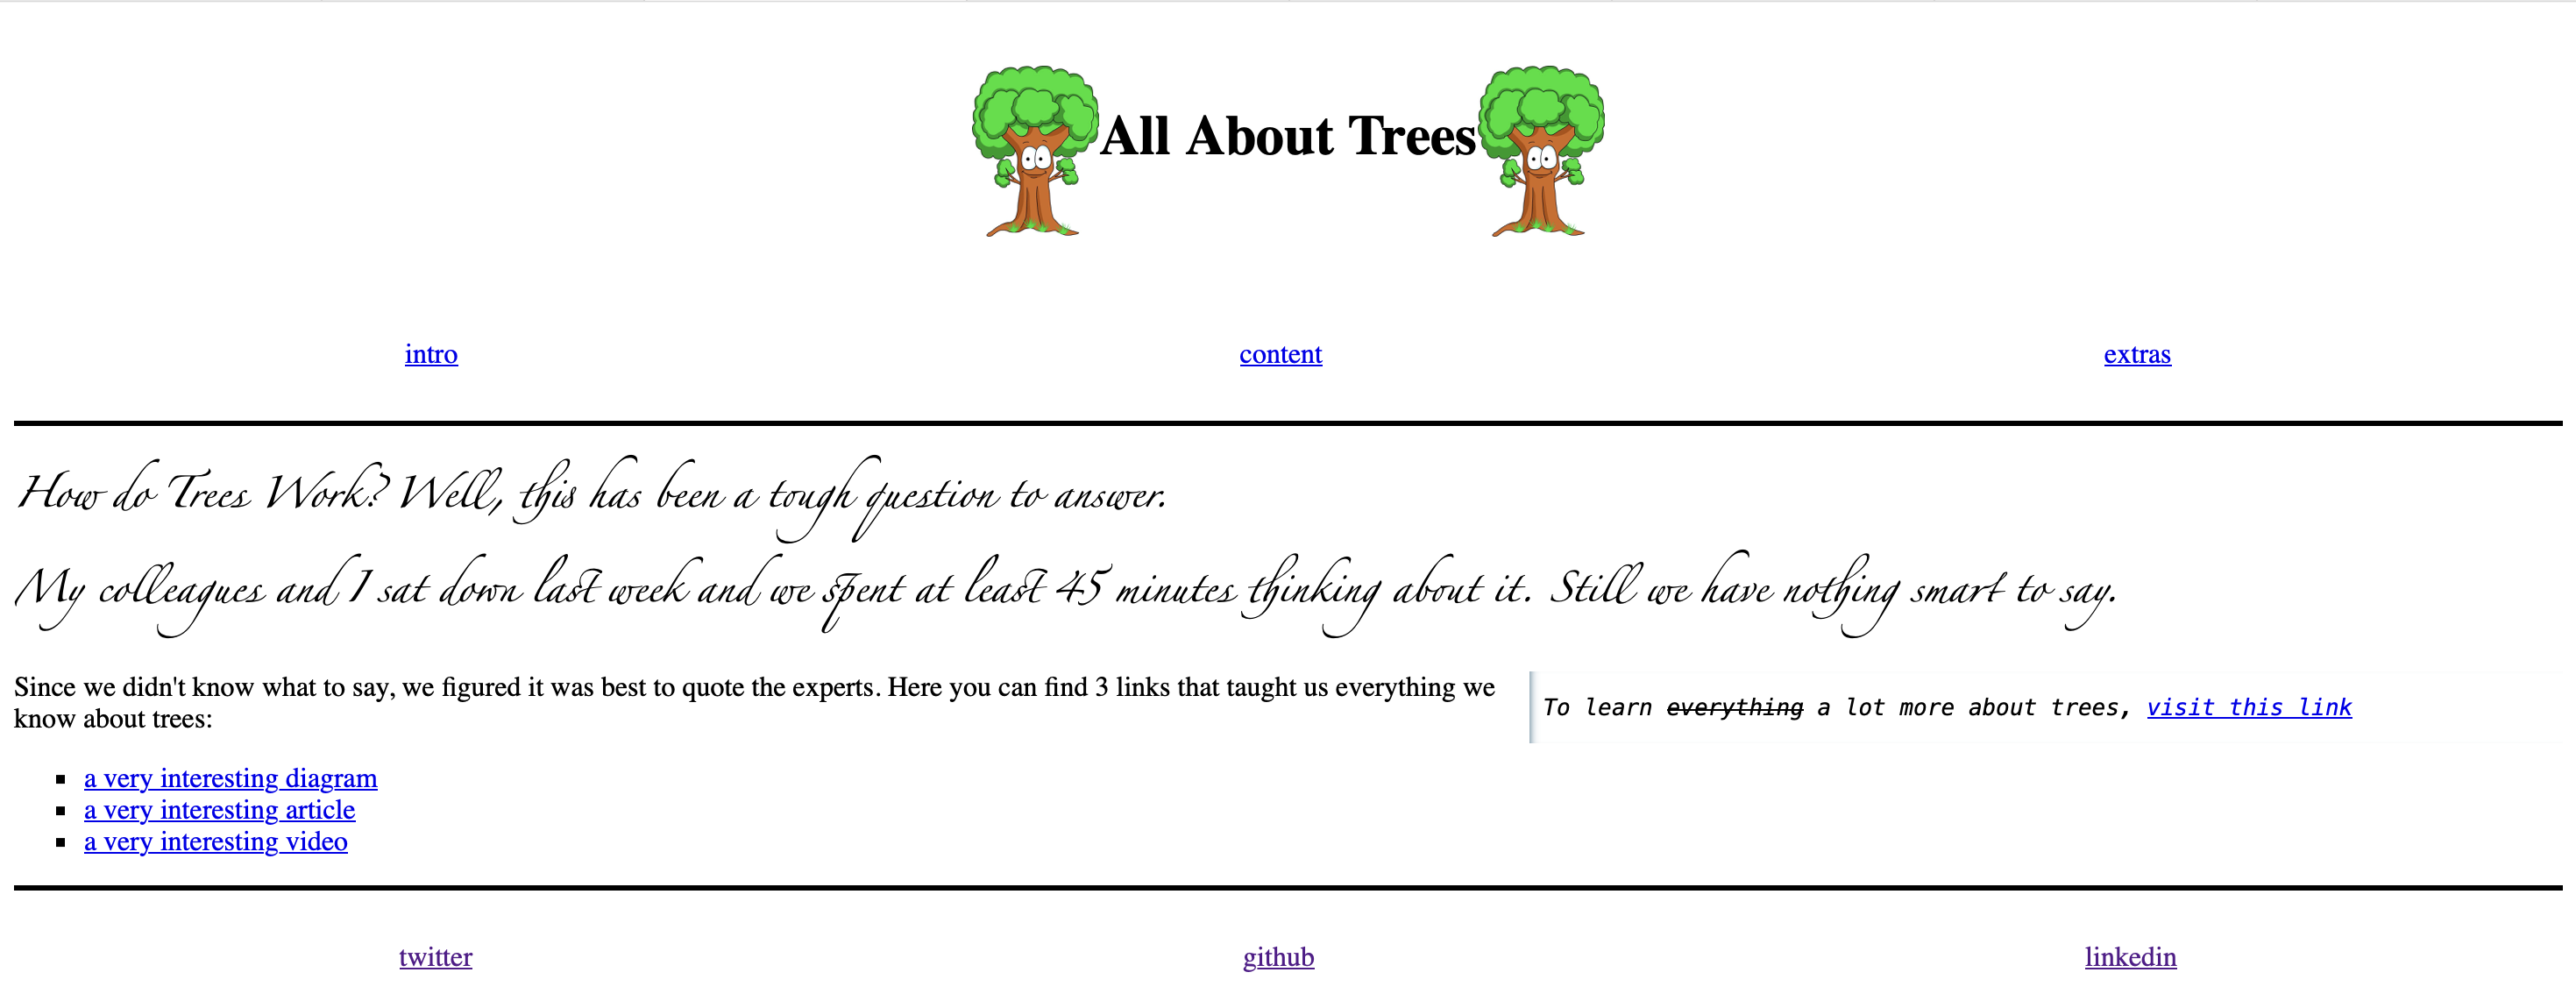 All About Trees
intro content extras
How do Trees Work? Well, this has been a tough question to answer.
My colleagues and I sat down last week and we spent at least 45 minutes thinking about it. Still we have nothing smart to say.
Since we didn't know what to say, we figured it was best to quote the experts. Here you can find 3 links that taught us everything we
know about trees:
a very interesting diagram
a very interesting article
a very interesting video
To learn everything a lot more about trees, visit this link
twitter github linkedin